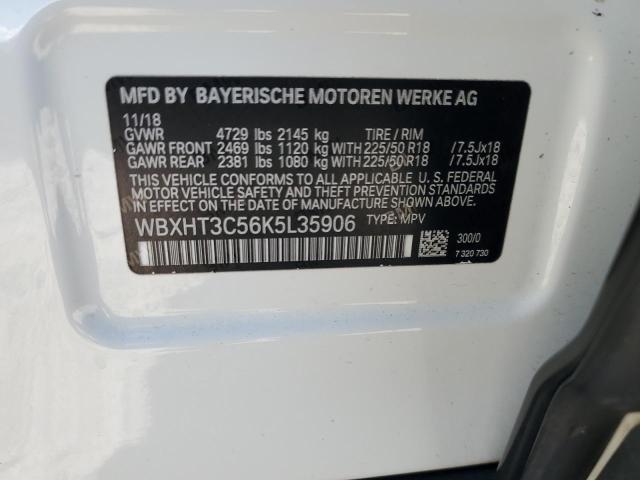 MFD BY BAYERISCHE MOTOREN WERKE AG
11/18
GVWR 4729 lbs 2145 kg TIRE / RIM
GAWR FRONT 2469 lbs 1120 kg WITH 225/50 R18 /7.5Jx18
GAWR REAR 2381 lbs 1080 kg WITH 225/50 R18 /7.5Jx18
THIS VEHICLE CONFORMS TO ALL APPLICABLE U. S. FEDERAL
MOTOR VEHICLE SAFETY, BUMPER, AND THEFT PREVENTION
STANDARDS IN EFFECT ON THE DATE OF MANUFACTURE SHOWN ABOVE.
WBXHT3C56K5L35906 TYPE: MPV
300/0
7 320 730